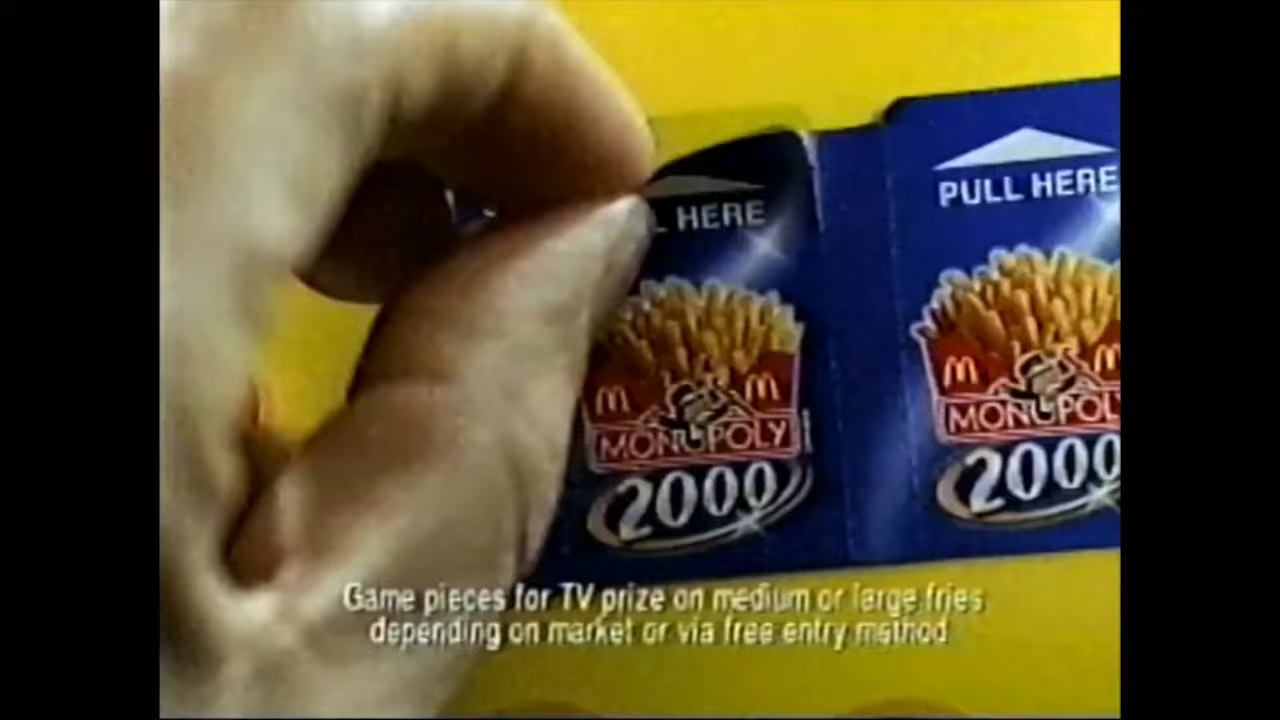 L HERE
PULL HERE
M M
MONOPOLY
2000
M M
MONOPOLY
2000
Game pieces for TV prize on medium or large fries
depending on market or via free entry method